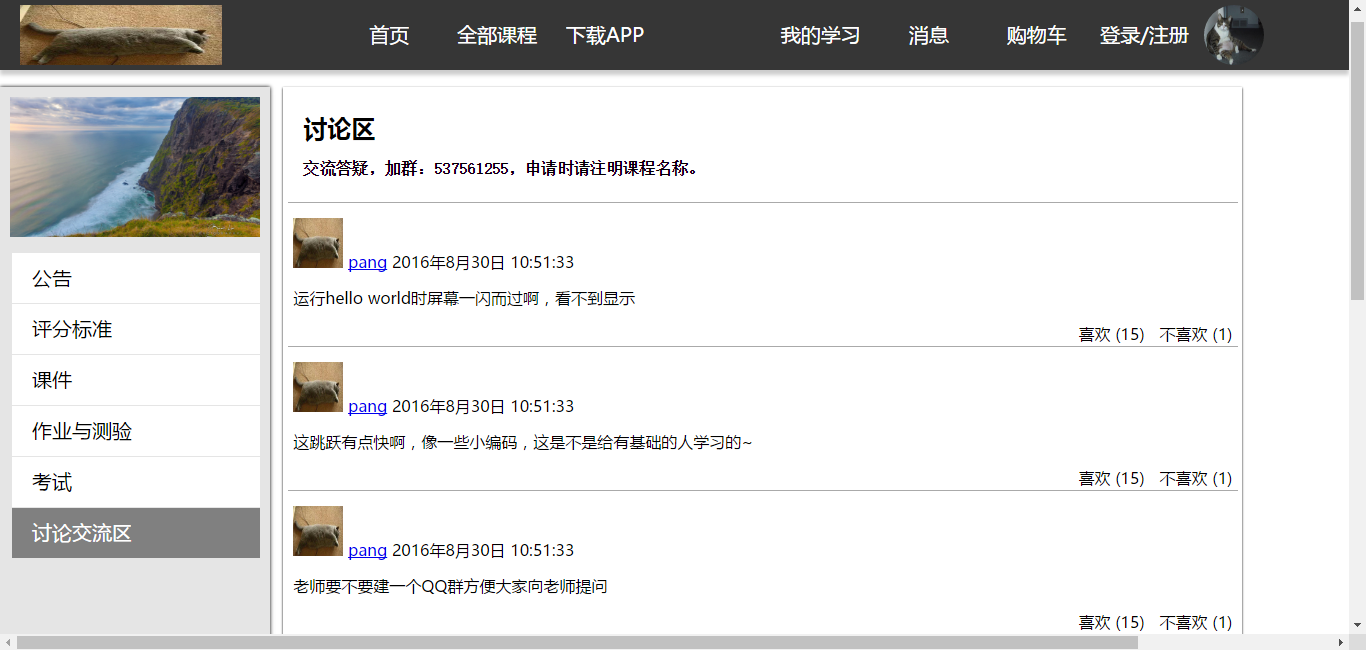 首页 全部课程 下载APP 我的学习 消息 购物车 登录/注册
公告
评分标准
课件
作业与测验
考试
讨论交流区
讨论区
交流答疑，加群：537561255，申请时请注明课程名称。
pang 2016年8月30日 10:51:33
运行hello world时屏幕一闪而过啊，看不到显示
喜欢 (15) 不喜欢 (1)
pang 2016年8月30日 10:51:33
这跳跃有点快啊，像一些小编码，这是不是给有基础的人学习的~
喜欢 (15) 不喜欢 (1)
pang 2016年8月30日 10:51:33
老师要不要建一个QQ群方便大家向老师提问
喜欢 (15) 不喜欢 (1)